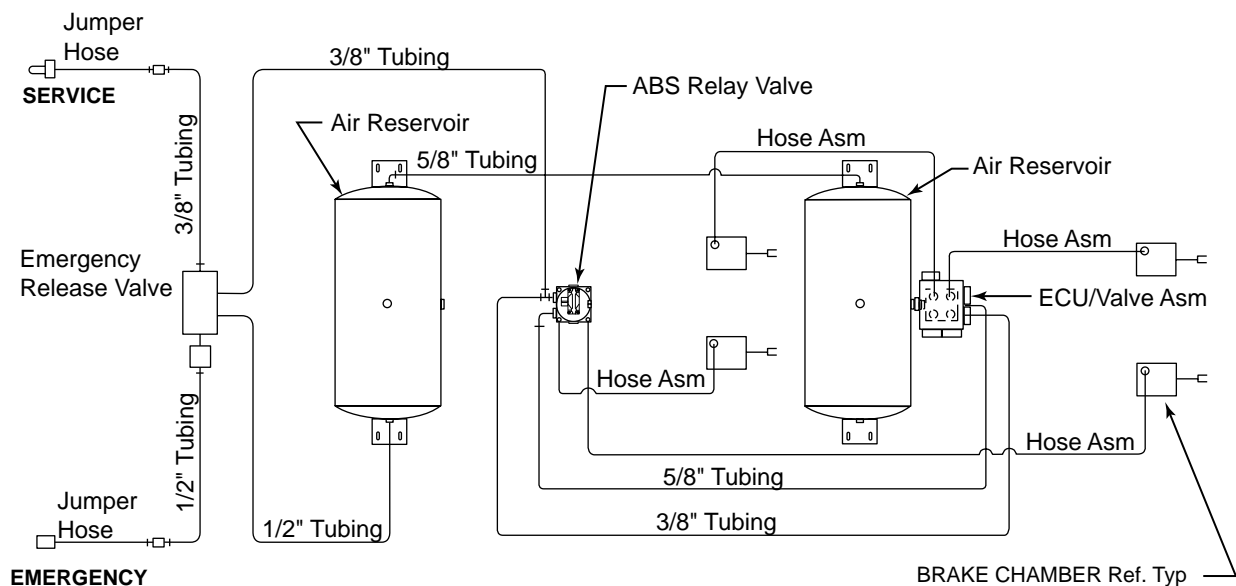 Jumper
Hose
SERVICE
3/8" Tubing
3/8" Tubing
Air Reservoir
5/8" Tubing
ABS Relay Valve
Hose Asm
Air Reservoir
Emergency
Release Valve
Hose Asm
ECU/Valve Asm
Hose Asm
Hose Asm
1/2" Tubing
5/8" Tubing
3/8" Tubing
1/2" Tubing
Jumper
Hose
EMERGENCY
BRAKE CHAMBER Ref. Typ